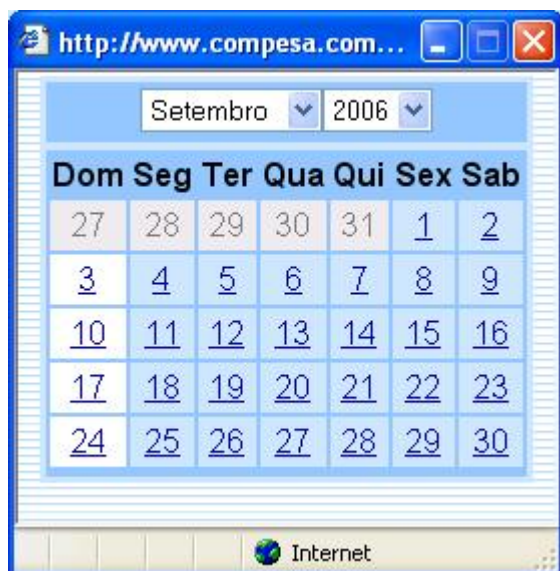 http://www.compesa.com...
Setembro 2006
Dom Seg Ter Qua Qui Sex Sab
27 28 29 30 31 1 2
3 4 5 6 7 8 9
10 11 12 13 14 15 16
17 18 19 20 21 22 23
24 25 26 27 28 29 30
Internet